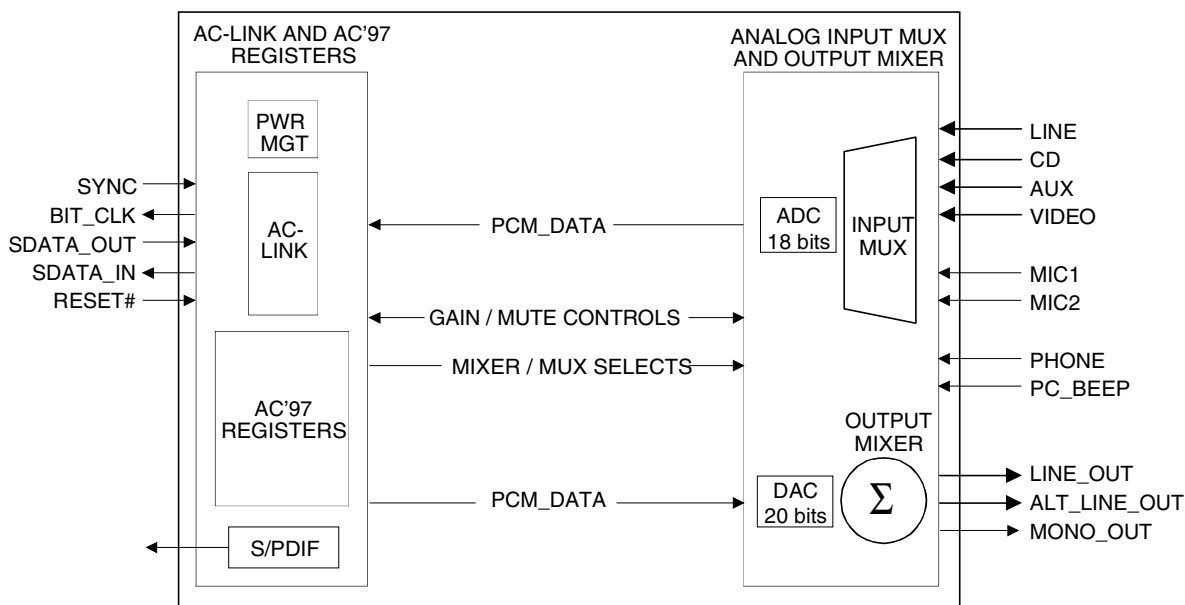 AC-LINK AND AC'97
REGISTERS
PWR
MGT
SYNC
BIT_CLK
SDATA_OUT
SDATA_IN
RESET#
AC-
LINK
AC'97
REGISTERS
S/PDIF
PCM_DATA
GAIN / MUTE CONTROLS
MIXER / MUX SELECTS
PCM_DATA
ANALOG INPUT MUX
AND OUTPUT MIXER
ADC
18 bits
INPUT
MUX
LINE
CD
AUX
VIDEO
MIC1
MIC2
PHONE
PC_BEEP
OUTPUT
MIXER
DAC
20 bits
Σ
LINE_OUT
ALT_LINE_OUT
MONO_OUT